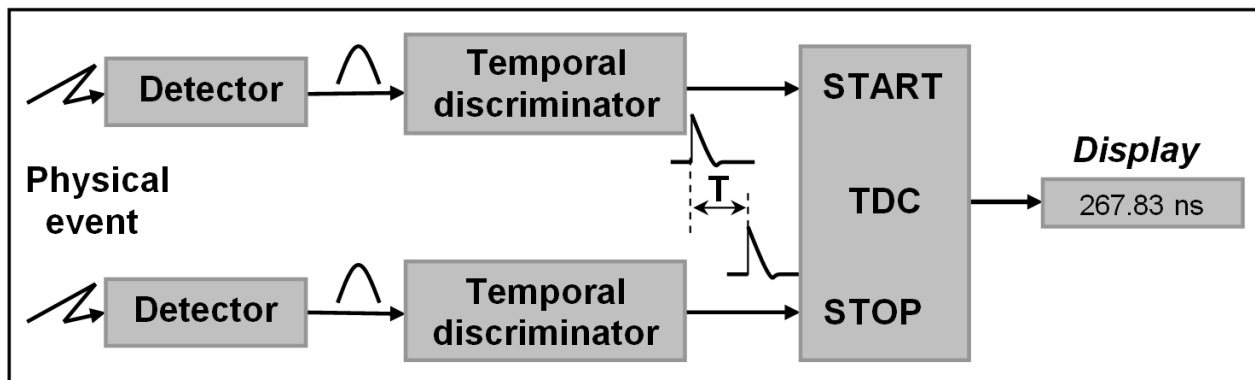 Detector
Temporal
discriminator
START
Physical
event
T
TDC
Display
267.83 ns
Detector
Temporal
discriminator
STOP